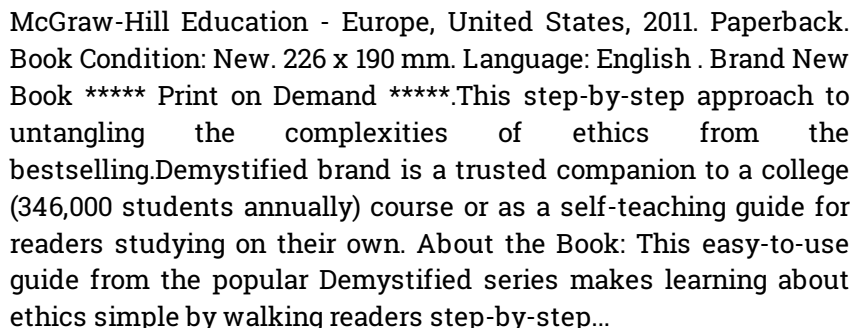 McGraw-Hill Education - Europe, United States, 2011. Paperback.
Book Condition: New. 226 x 190 mm. Language: English . Brand New
Book ***** Print on Demand *****.This step-by-step approach to
untangling the complexities of ethics from the
bestselling.Demystified brand is a trusted companion to a college
(346,000 students annually) course or as a self-teaching guide for
readers studying on their own. About the Book: This easy-to-use
guide from the popular Demystified series makes learning about
ethics simple by walking readers step-by-step...